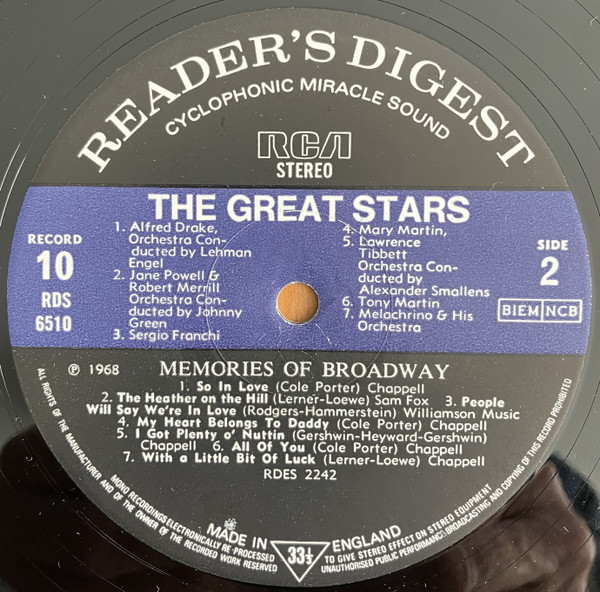 READER'S DIGEST
CYCLOPHONIC MIRACLE SOUND
RCA
STEREO
THE GREAT STARS
RECORD
10
RDS
6510
1. Alfred Drake,
Orchestra Con-
ducted by Lehman
Engel
2. Jane Powell &
Robert Merrill
Orchestra Con-
ducted by Johnny
Green
3. Sergio Franchi
4. Mary Martin,
5. Lawrence
Tibbett
Orchestra Con-
ducted by
Alexander Smallens
6. Tony Martin
7. Melachrino & His
Orchestra
SIDE
2
BIEM NCB
℗ 1968
MEMORIES OF BROADWAY
1. So In Love (Cole Porter) Chappell
2. The Heather on the Hill (Lerner-Loewe) Sam Fox 3. People
Will Say We're In Love (Rodgers-Hammerstein) Williamson Music
4. My Heart Belongs To Daddy (Cole Porter) Chappell
5. I Got Plenty o' Nuttin (Gershwin-Heyward-Gershwin)
Chappell 6. All Of You (Cole Porter) Chappell
7. With a Little Bit Of Luck (Lerner-Loewe) Chappell
RDES 2242
ALL RIGHTS OF THE MANUFACTURER AND OF THE OWNER OF THE RECORDED WORK RESERVED
MONO RECORDINGS ELECTRONICALLY RE-PROCESSED
TO GIVE STEREO EFFECT ON STEREO EQUIPMENT
UNAUTHORISED PUBLIC PERFORMANCE, BROADCASTING AND COPYING OF THIS RECORD PROHIBITED
MADE IN ENGLAND
33⅓